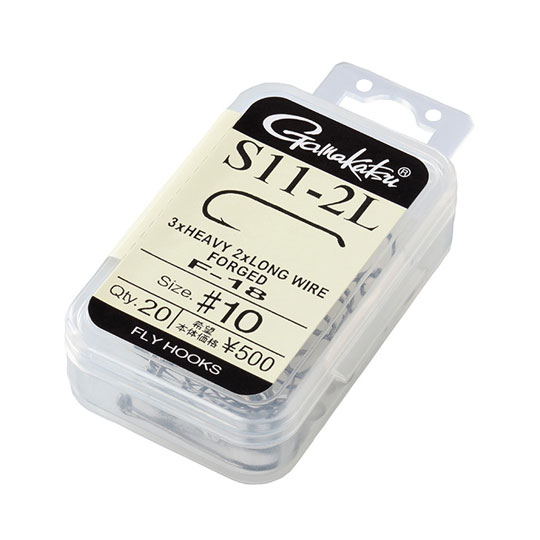 Gamakatsu®
S11-2L
3xHEAVY 2xLONG WIRE
FORGED
F-18
Size. #10
Qty. 20 希望本体価格 ¥500
FLY HOOKS